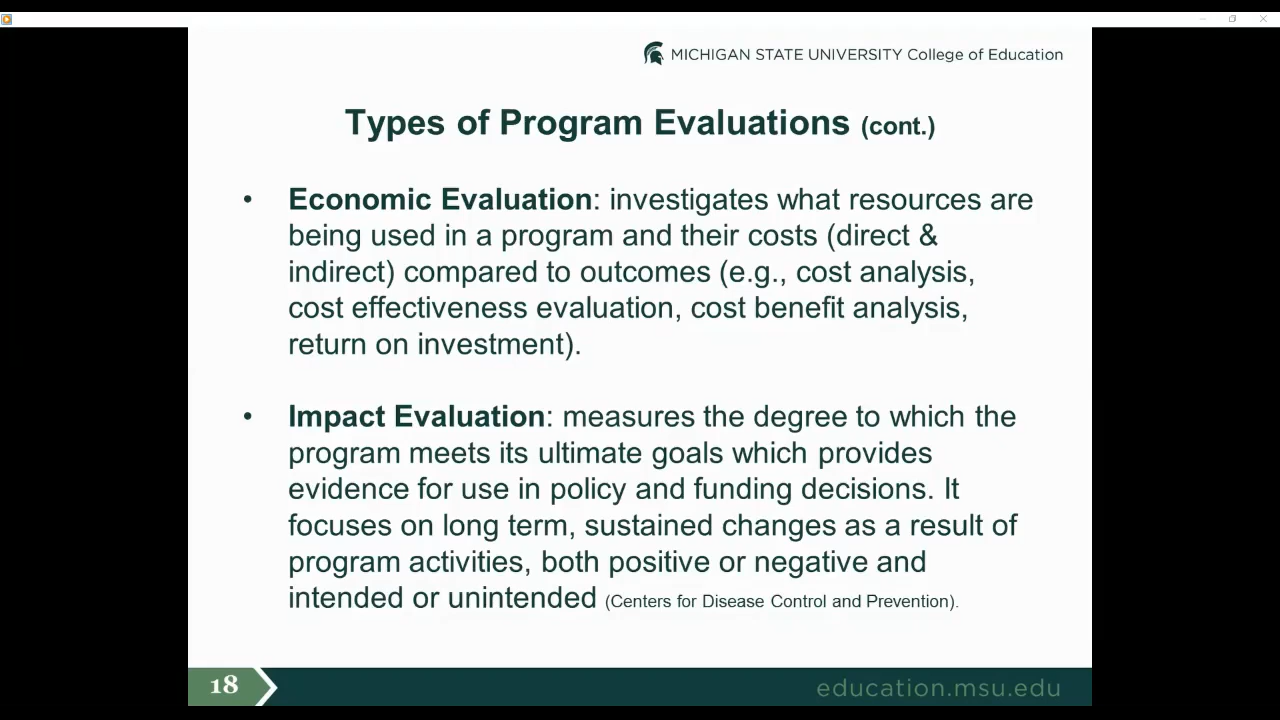 MICHIGAN STATE UNIVERSITY College of Education
Types of Program Evaluations (cont.)
• Economic Evaluation: investigates what resources are
being used in a program and their costs (direct &
indirect) compared to outcomes (e.g., cost analysis,
cost effectiveness evaluation, cost benefit analysis,
return on investment).
• Impact Evaluation: measures the degree to which the
program meets its ultimate goals which provides
evidence for use in policy and funding decisions. It
focuses on long term, sustained changes as a result of
program activities, both positive or negative and
intended or unintended (Centers for Disease Control and Prevention).
18
education.msu.edu